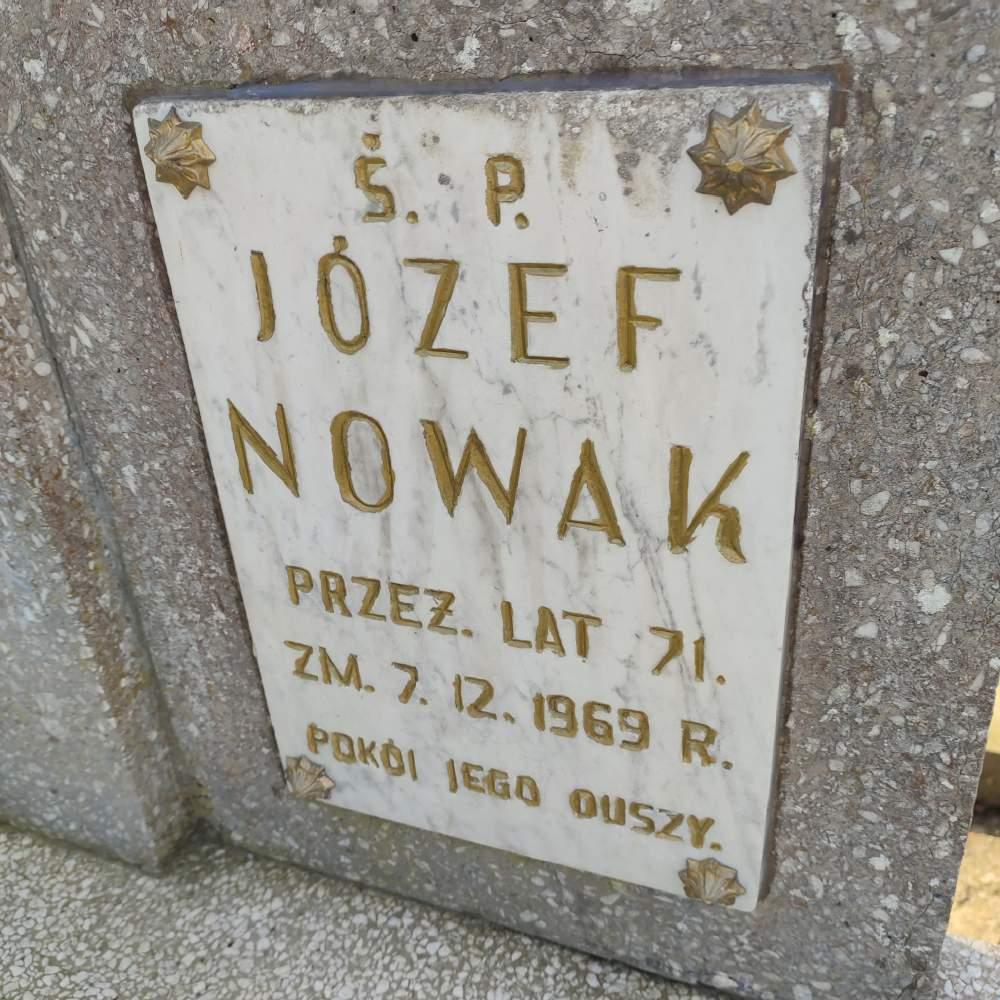 Ś. P.
JÓZEF
NOWAK
PRZEŻ. LAT 71.
ZM. 7. 12. 1969 R.
POKÓJ JEGO DUSZY.